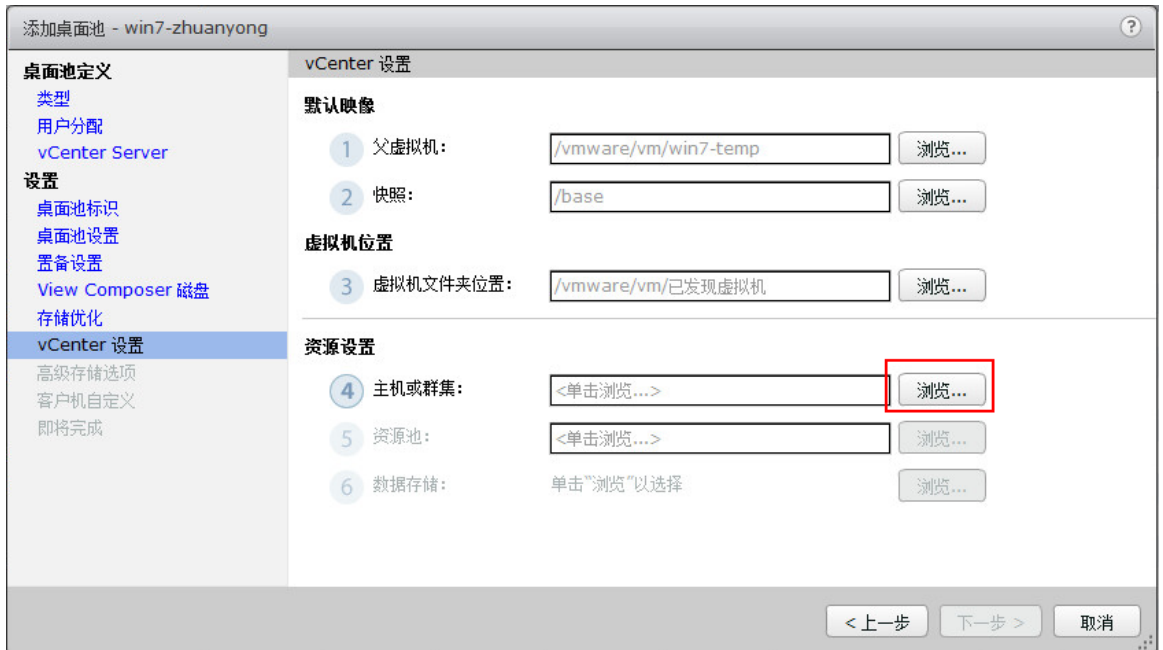 添加桌面池 - win7-zhuanyong
?
桌面池定义
类型
用户分配
vCenter Server
设置
桌面池标识
桌面池设置
置备设置
View Composer 磁盘
存储优化
vCenter 设置
高级存储选项
客户机自定义
即将完成
vCenter 设置
默认映像
1 父虚拟机: /vmware/vm/win7-temp 浏览...
2 快照: /base 浏览...
虚拟机位置
3 虚拟机文件夹位置: /vmware/vm/已发现虚拟机 浏览...
资源设置
4 主机或群集: <单击浏览...> 浏览...
5 资源池: <单击浏览...> 浏览...
6 数据存储: 单击"浏览"以选择 浏览...
<上一步 下一步 > 取消